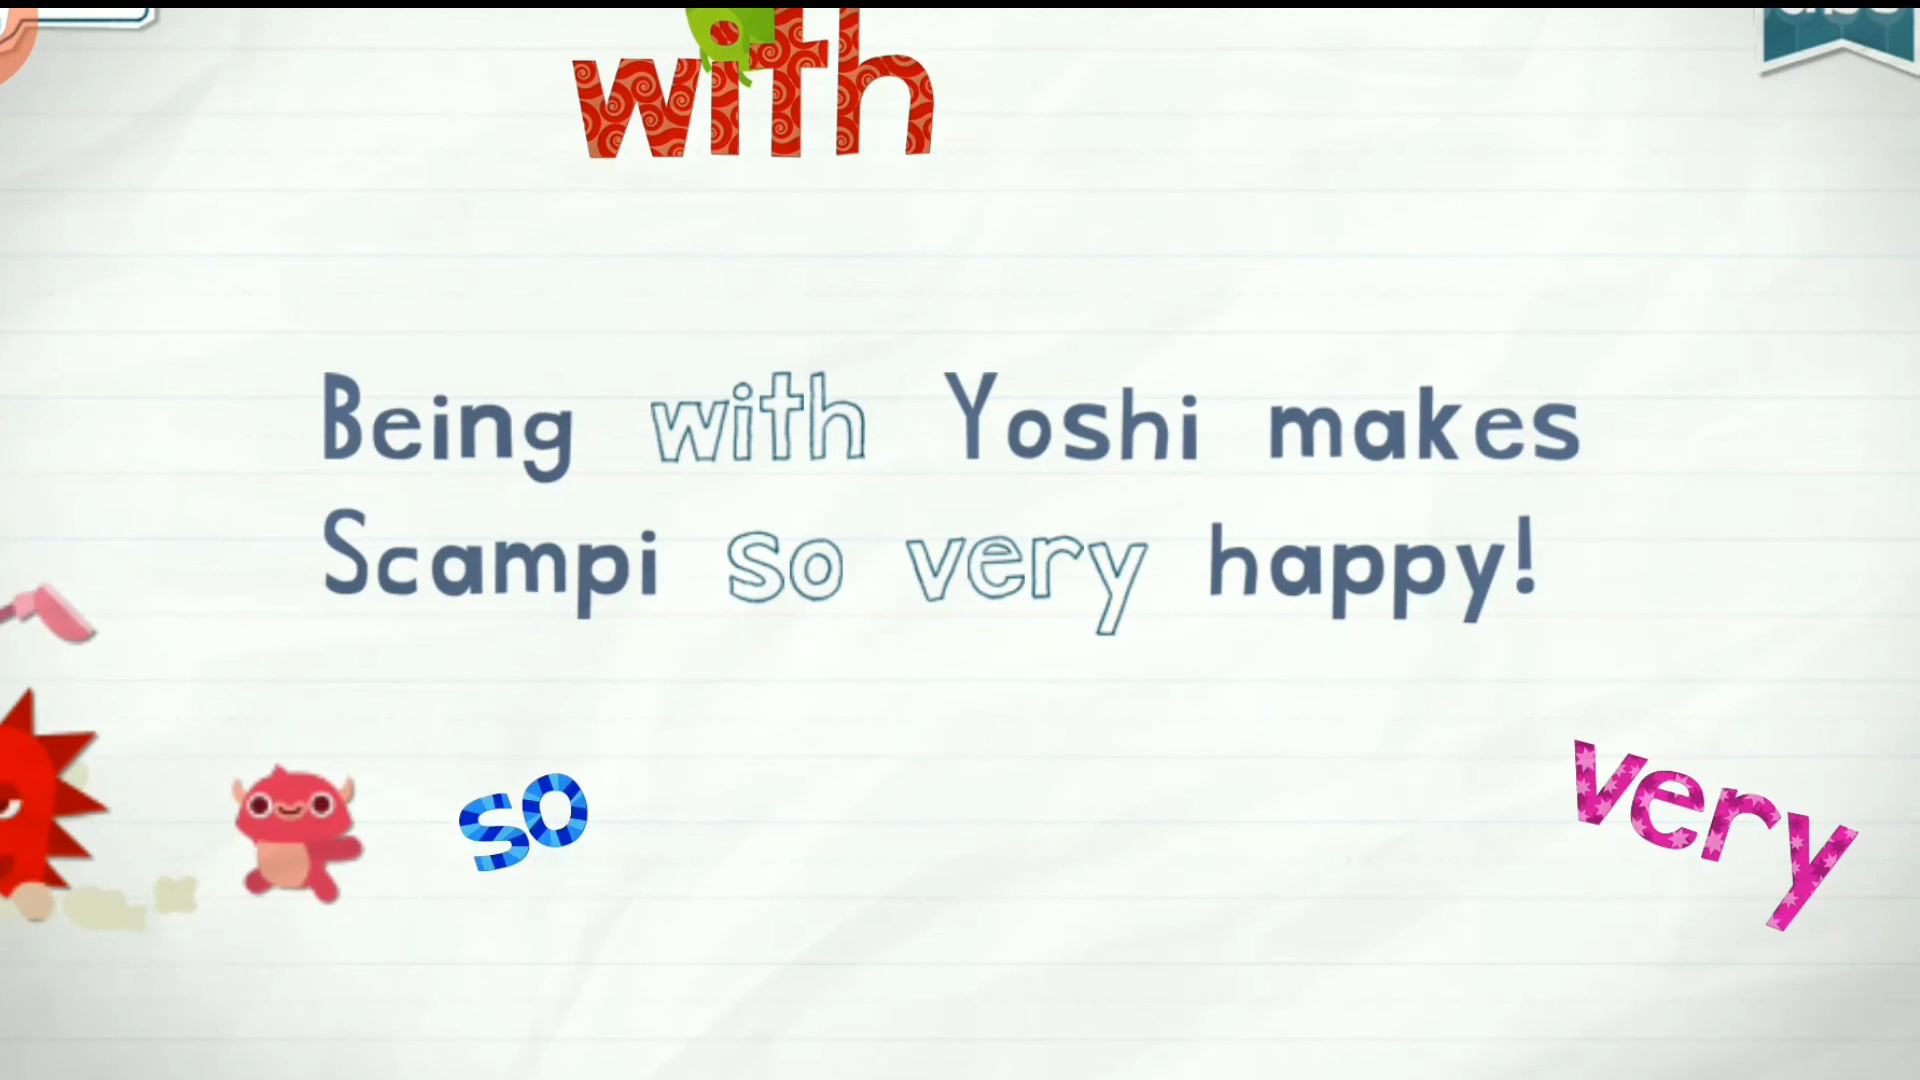 with
Being with Yoshi makes
Scampi so very happy!
so
very